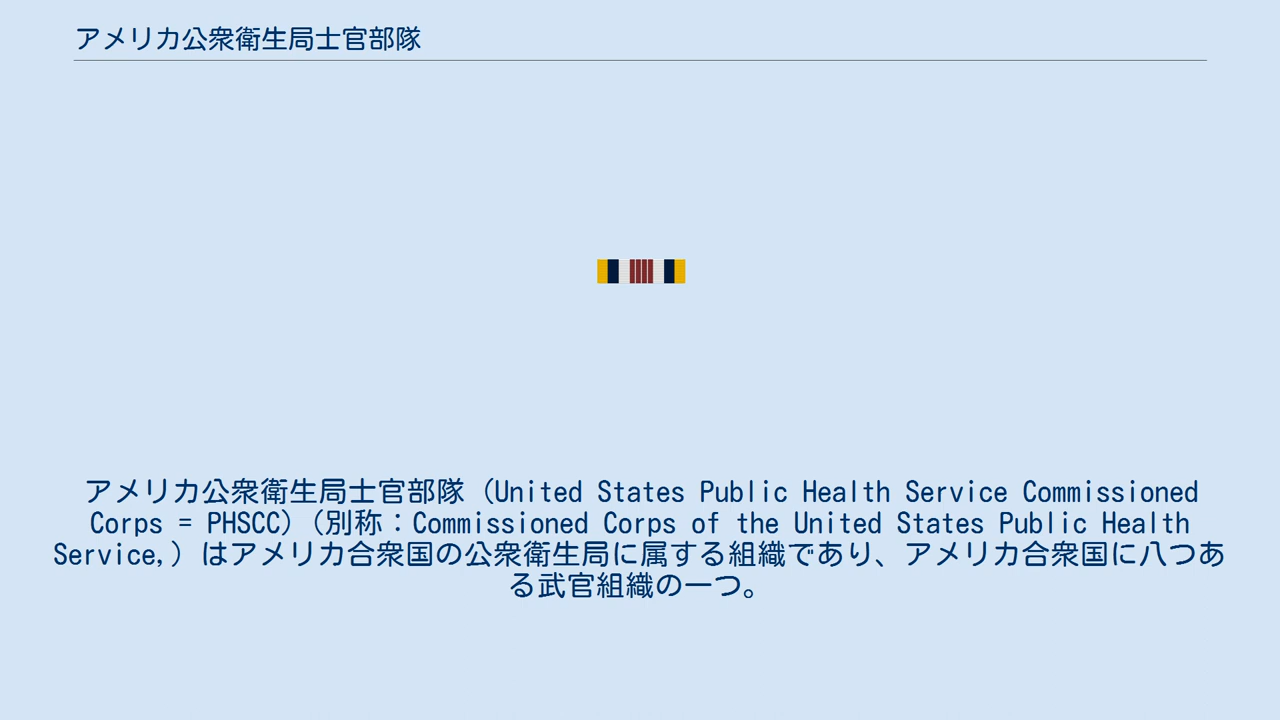 アメリカ公衆衛生局士官部隊
アメリカ公衆衛生局士官部隊（United States Public Health Service Commissioned
Corps = PHSCC）（別称：Commissioned Corps of the United States Public Health
Service,）はアメリカ合衆国の公衆衛生局に属する組織であり、アメリカ合衆国に八つあ
る武官組織の一つ。